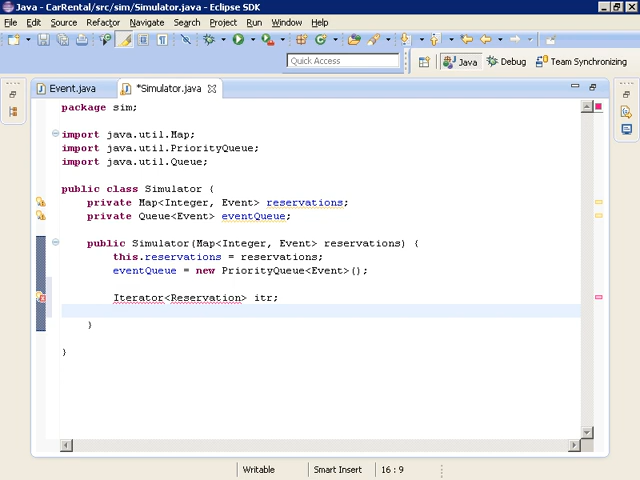 Java - CarRental/src/sim/Simulator.java - Eclipse SDK
File Edit Source Refactor Navigate Search Project Run Window Help
Quick Access
Java
Debug
Team Synchronizing
Event.java
*Simulator.java
package sim;
import java.util.Map;
import java.util.PriorityQueue;
import java.util.Queue;
public class Simulator {
private Map<Integer, Event> reservations;
private Queue<Event> eventQueue;
public Simulator(Map<Integer, Event> reservations) {
this.reservations = reservations;
eventQueue = new PriorityQueue<Event>();
Iterator<Reservation> itr;
}
}
Writable
Smart Insert
16 : 9